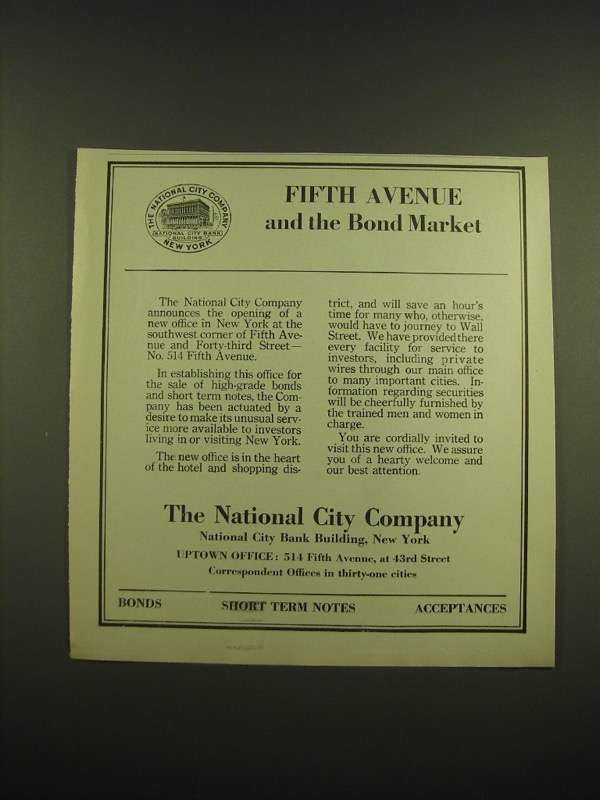 THE NATIONAL CITY COMPANY
NATIONAL CITY BANK
BUILDING
NEW YORK
FIFTH AVENUE
and the Bond Market
The National City Company
announces the opening of a
new office in New York at the
southwest corner of Fifth Ave-
nue and Forty-third Street—
No. 514 Fifth Avenue.
In establishing this office for
the sale of high-grade bonds
and short term notes, the Com-
pany has been actuated by a
desire to make its unusual serv-
ice more available to investors
living in or visiting New York.
The new office is in the heart
of the hotel and shopping dis-
trict, and will save an hour's
time for many who, otherwise,
would have to journey to Wall
Street. We have provided there
every facility for service to
investors, including private
wires through our main office
to many important cities. In-
formation regarding securities
will be cheerfully furnished by
the trained men and women in
charge.
You are cordially invited to
visit this new office. We assure
you of a hearty welcome and
our best attention.
The National City Company
National City Bank Building, New York
UPTOWN OFFICE: 514 Fifth Avenue, at 43rd Street
Correspondent Offices in thirty-one cities
BONDS SHORT TERM NOTES ACCEPTANCES